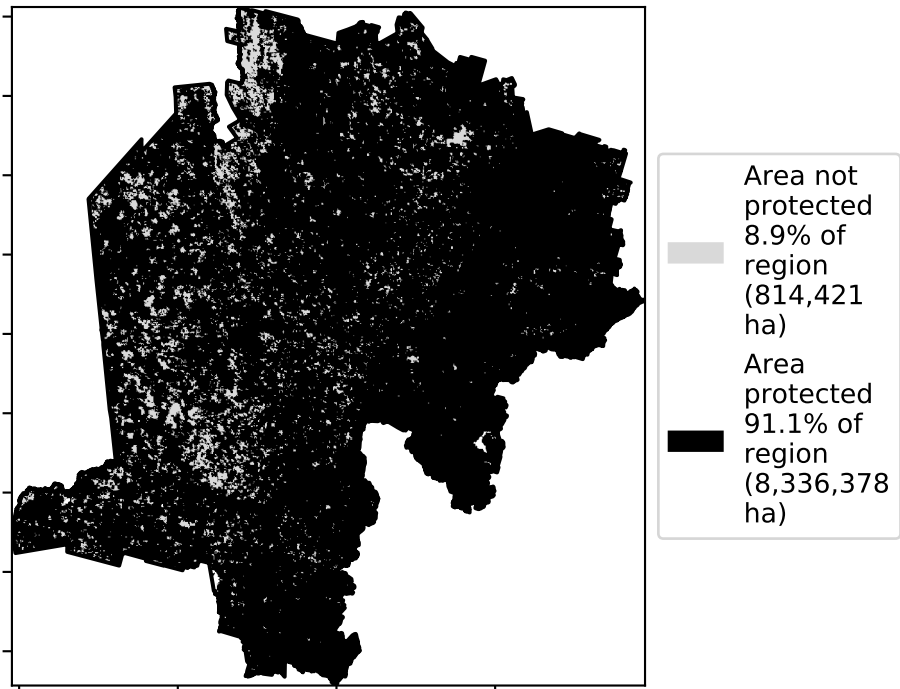 Area not
protected
8.9% of
region
(814,421
ha)
Area
protected
91.1% of
region
(8,336,378
ha)